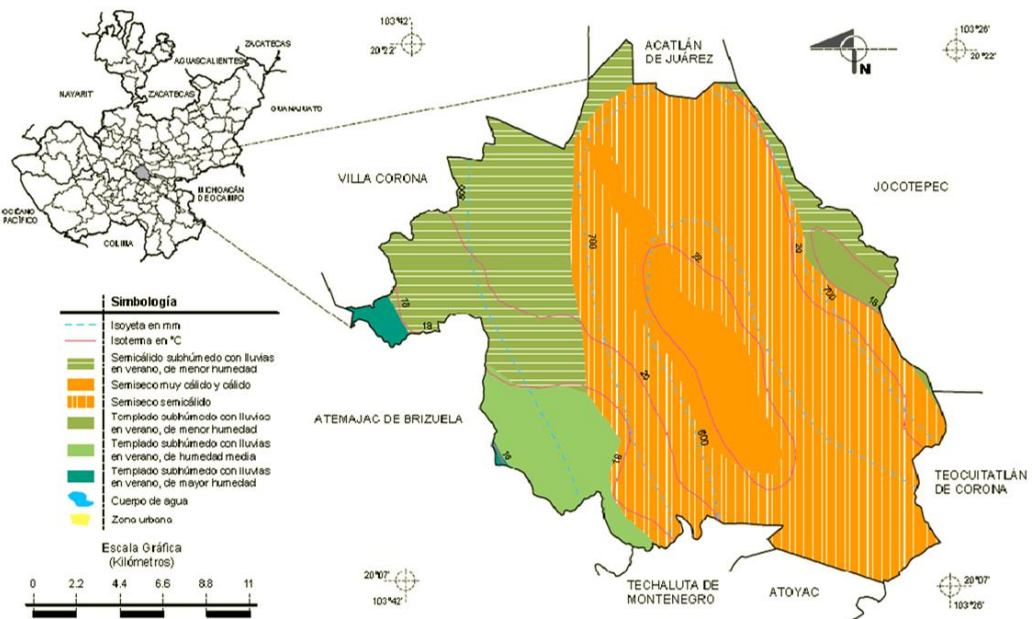 ZACATECAS
AGUASCALIENTES
NAYARIT
ZACATECAS
GUANAJUATO
MICHOACÁN
DE OCAMPO
OCÉANO
PACÍFICO
COLIMA
103°42'
20°22'
103°26'
20°22'
N
ACATLÁN
DE JUÁREZ
VILLA CORONA
JOCOTEPEC
ATEMAJAC DE BRIZUELA
TEOCUITATLÁN
DE CORONA
TECHALUTA DE
MONTENEGRO
ATOYAC
800
700
22
20
700
18
18
18
20
600
18
16
Simbología
Isoyeta en mm
Isoterma en °C
Semicálido subhúmedo con lluvias
en verano, de menor humedad
Semiseco muy cálido y cálido
Semiseco semicálido
Templado subhúmedo con lluvias
en verano, de menor humedad
Templado subhúmedo con lluvias
en verano, de humedad media
Templado subhúmedo con lluvias
en verano, de mayor humedad
Cuerpo de agua
Zona urbana
Escala Gráfica
(Kilómetros)
0 2.2 4.4 6.6 8.8 11
20°07'
103°42'
20°07'
103°26'